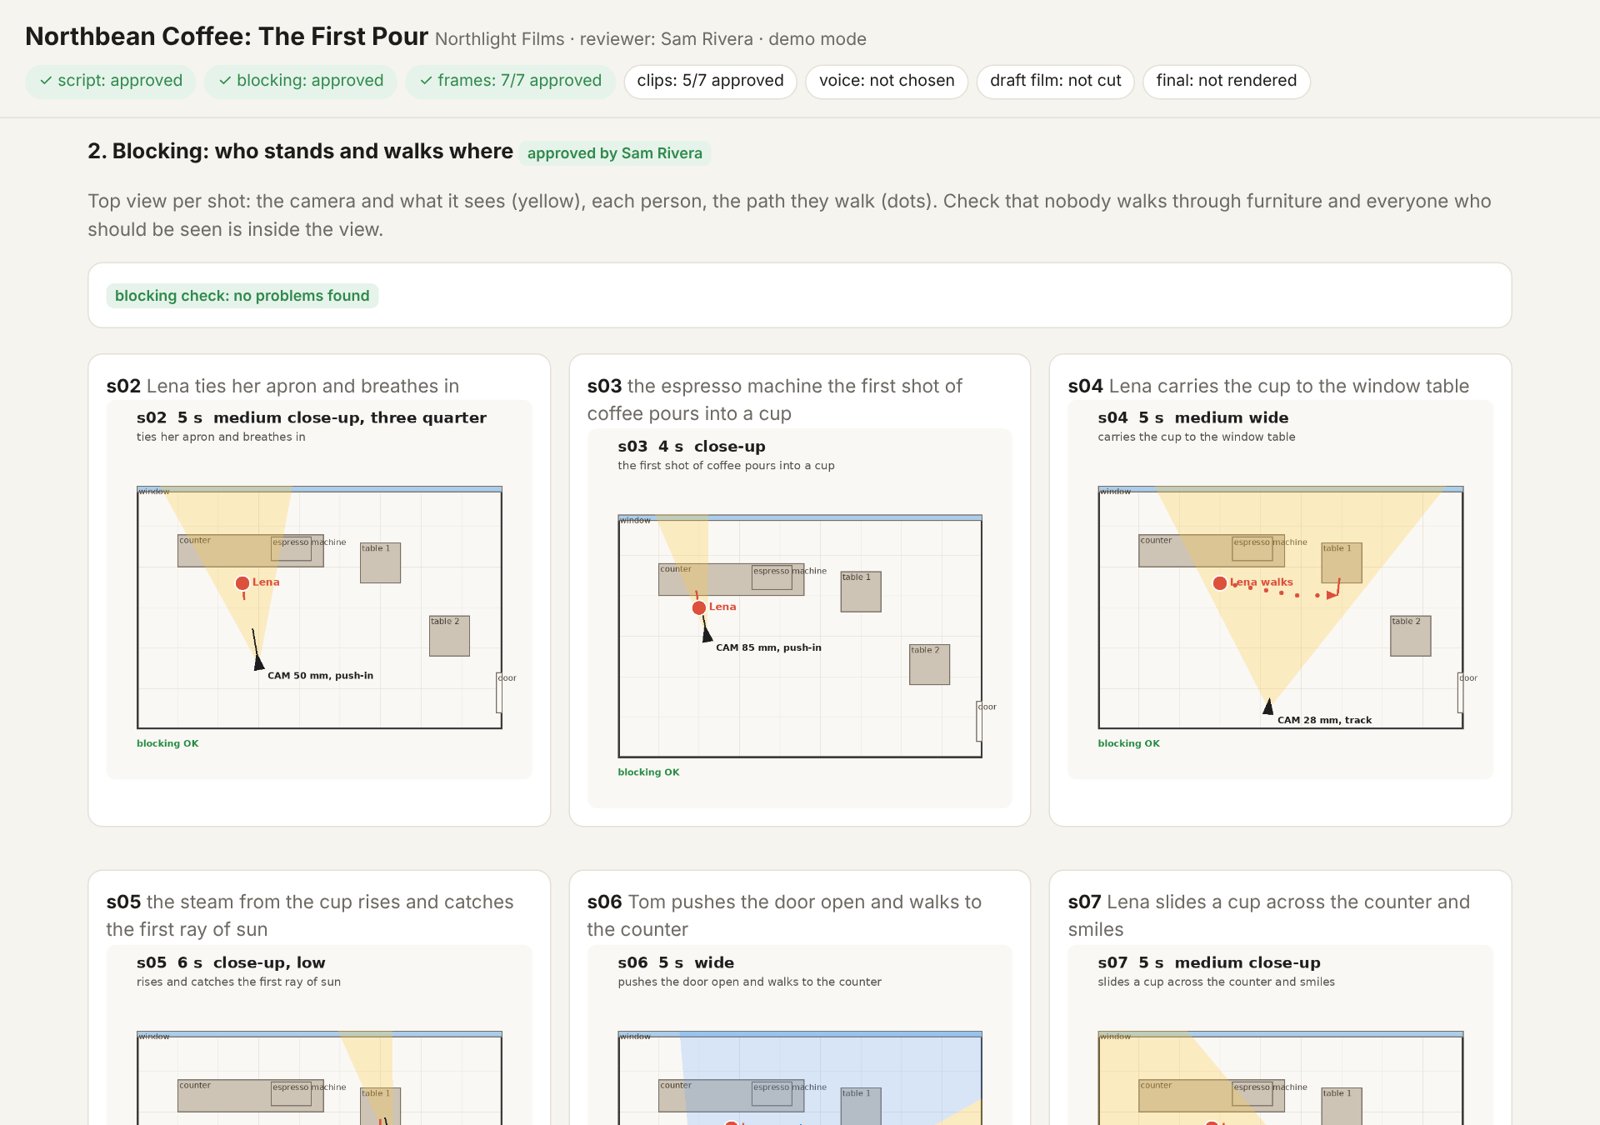 Northbean Coffee: The First Pour Northlight Films · reviewer: Sam Rivera · demo mode
✓ script: approved
✓ blocking: approved
✓ frames: 7/7 approved
clips: 5/7 approved
voice: not chosen
draft film: not cut
final: not rendered
2. Blocking: who stands and walks where approved by Sam Rivera
Top view per shot: the camera and what it sees (yellow), each person, the path they walk (dots). Check that nobody walks through furniture and everyone who
should be seen is inside the view.
blocking check: no problems found
s02 Lena ties her apron and breathes in
s02 5 s medium close-up, three quarter
ties her apron and breathes in
window
counter
espresso machine
table 1
Lena
table 2
CAM 50 mm, push-in
door
blocking OK
s03 the espresso machine the first shot of
coffee pours into a cup
s03 4 s close-up
the first shot of coffee pours into a cup
window
counter
espresso machine
table 1
Lena
CAM 85 mm, push-in
table 2
door
blocking OK
s04 Lena carries the cup to the window table
s04 5 s medium wide
carries the cup to the window table
window
counter
espresso machine
table 1
Lena walks
table 2
door
CAM 28 mm, track
blocking OK
s05 the steam from the cup rises and catches
the first ray of sun
s05 6 s close-up, low
rises and catches the first ray of sun
window
counter
espresso machine
table 1
s06 Tom pushes the door open and walks to
the counter
s06 5 s wide
pushes the door open and walks to the counter
window
counter
espresso machine
table 1
s07 Lena slides a cup across the counter and
smiles
s07 5 s medium close-up
slides a cup across the counter and smiles
window
counter
espresso machine
table 1